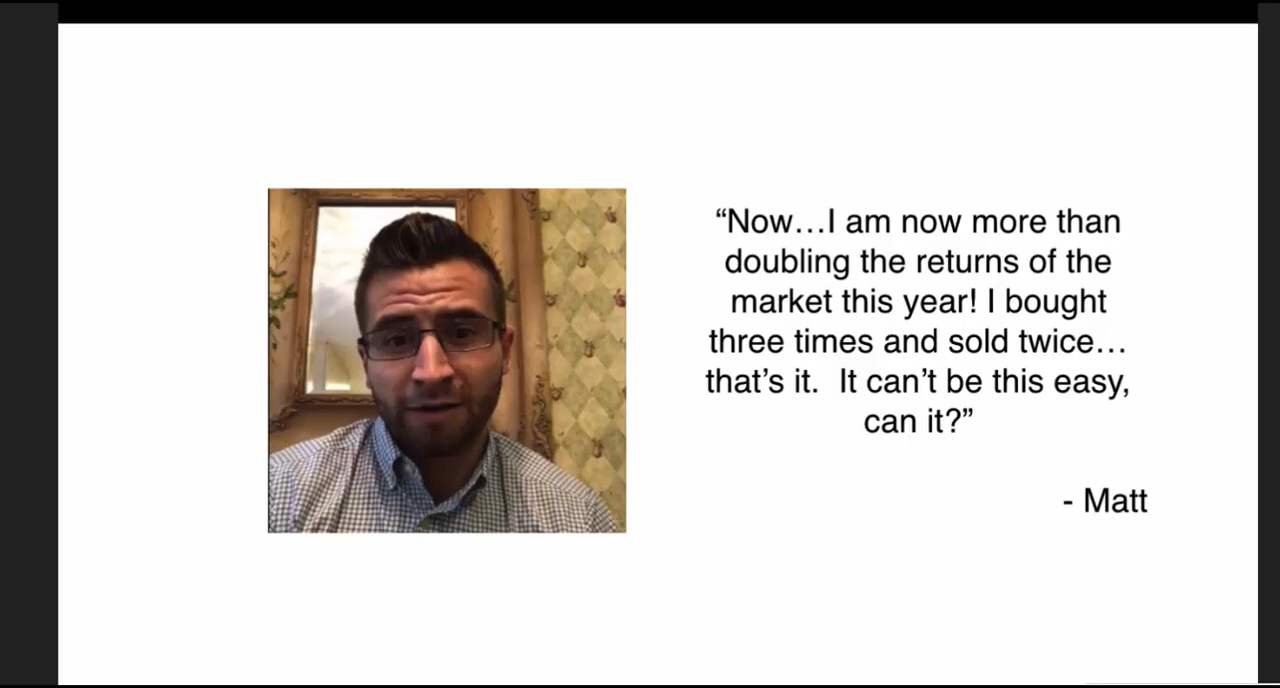 “Now…I am now more than
doubling the returns of the
market this year! I bought
three times and sold twice…
that’s it.  It can’t be this easy,
can it?”
- Matt